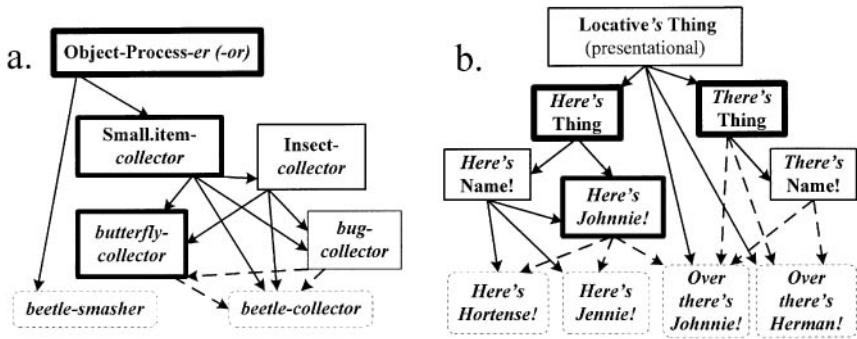 a.
Object-Process-er (-or)
Small.item-
collector
Insect-
collector
butterfly-
collector
bug-
collector
beetle-smasher
beetle-collector
b.
Locative's Thing
(presentational)
Here's
Thing
There's
Thing
Here's
Name!
There's
Name!
Here's
Johnnie!
Here's
Hortense!
Here's
Jennie!
Over
there's
Johnnie!
Over
there's
Herman!